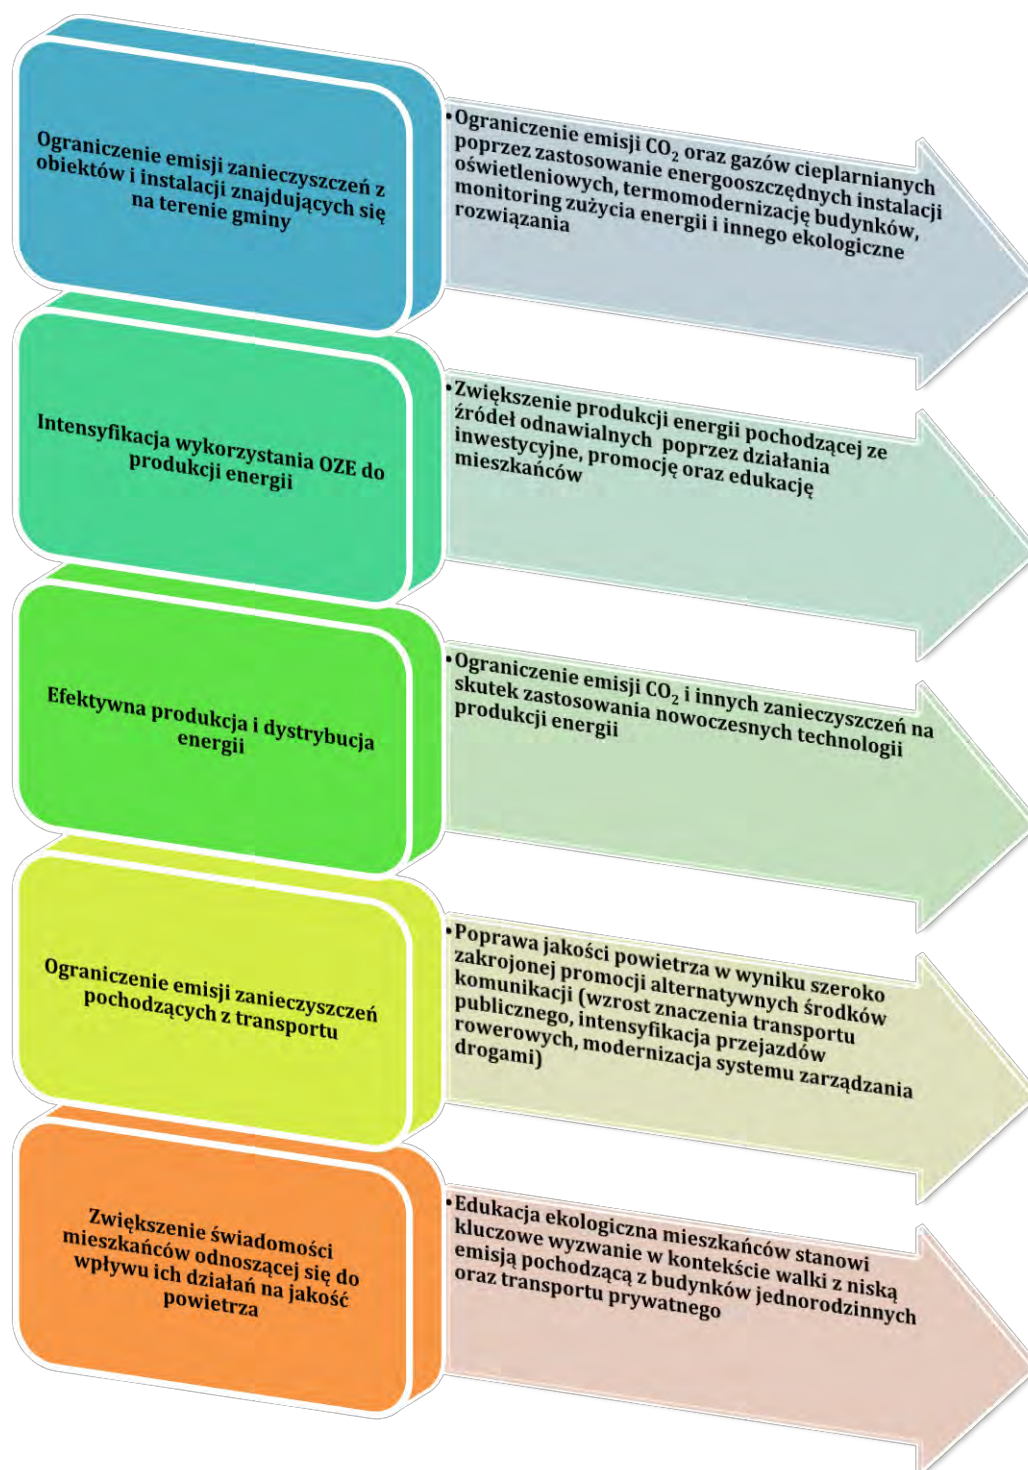 Ograniczenie emisji zanieczyszczeń z
obiektów i instalacji znajdujących się
na terenie gminy
•Ograniczenie emisji CO₂ oraz gazów cieplarnianych
poprzez zastosowanie energooszczędnych instalacji
oświetleniowych, termomodernizację budynków,
monitoring zużycia energii i innego ekologiczne
rozwiązania
Intensyfikacja wykorzystania OZE do
produkcji energii
•Zwiększenie produkcji energii pochodzącej ze
źródeł odnawialnych poprzez działania
inwestycyjne, promocję oraz edukację
mieszkańców
Efektywna produkcja i dystrybucja
energii
•Ograniczenie emisji CO₂ i innych zanieczyszczeń na
skutek zastosowania nowoczesnych technologii
produkcji energii
Ograniczenie emisji zanieczyszczeń
pochodzących z transportu
•Poprawa jakości powietrza w wyniku szeroko
zakrojonej promocji alternatywnych środków
komunikacji (wzrost znaczenia transportu
publicznego, intensyfikacja przejazdów
rowerowych, modernizacja systemu zarządzania
drogami)
Zwiększenie świadomości
mieszkańców odnoszącej się do
wpływu ich działań na jakość
powietrza
•Edukacja ekologiczna mieszkańców stanowi
kluczowe wyzwanie w kontekście walki z niską
emisją pochodzącą z budynków jednorodzinnych
oraz transportu prywatnego